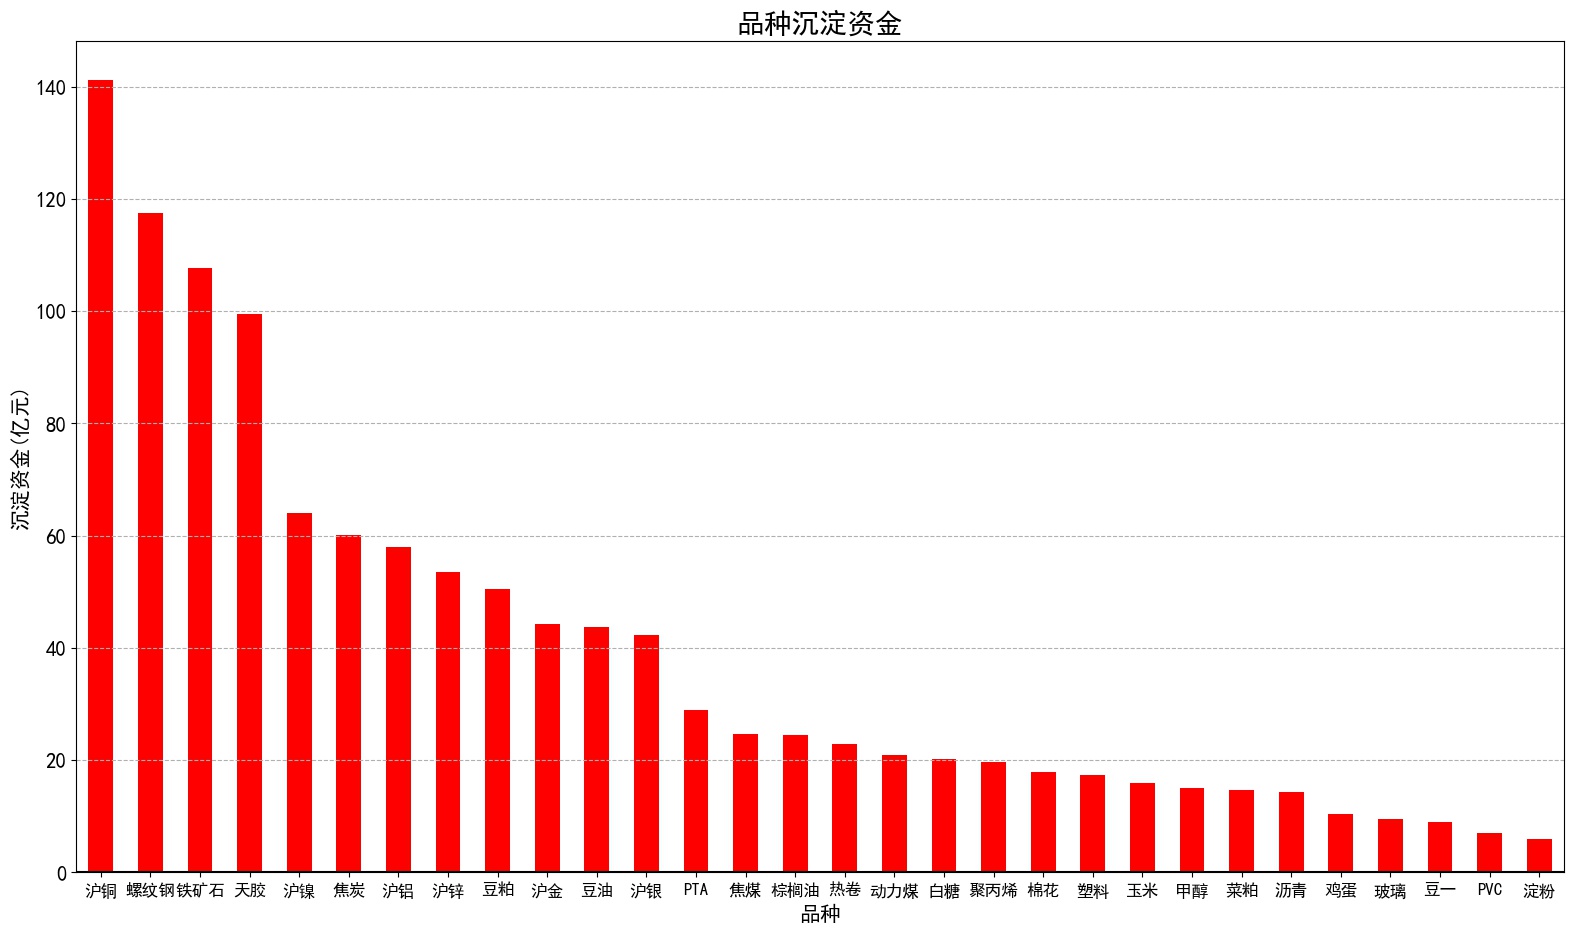 品种沉淀资金
沉淀资金(亿元)
140
120
100
80
60
40
20
0
沪铜 螺纹钢 铁矿石 天胶 沪镍 焦炭 沪铝 沪锌 豆粕 沪金 豆油 沪银 PTA 焦煤 棕榈油 热卷 动力煤 白糖 聚丙烯 棉花 塑料 玉米 甲醇 菜粕 沥青 鸡蛋 玻璃 豆一 PVC 淀粉
品种